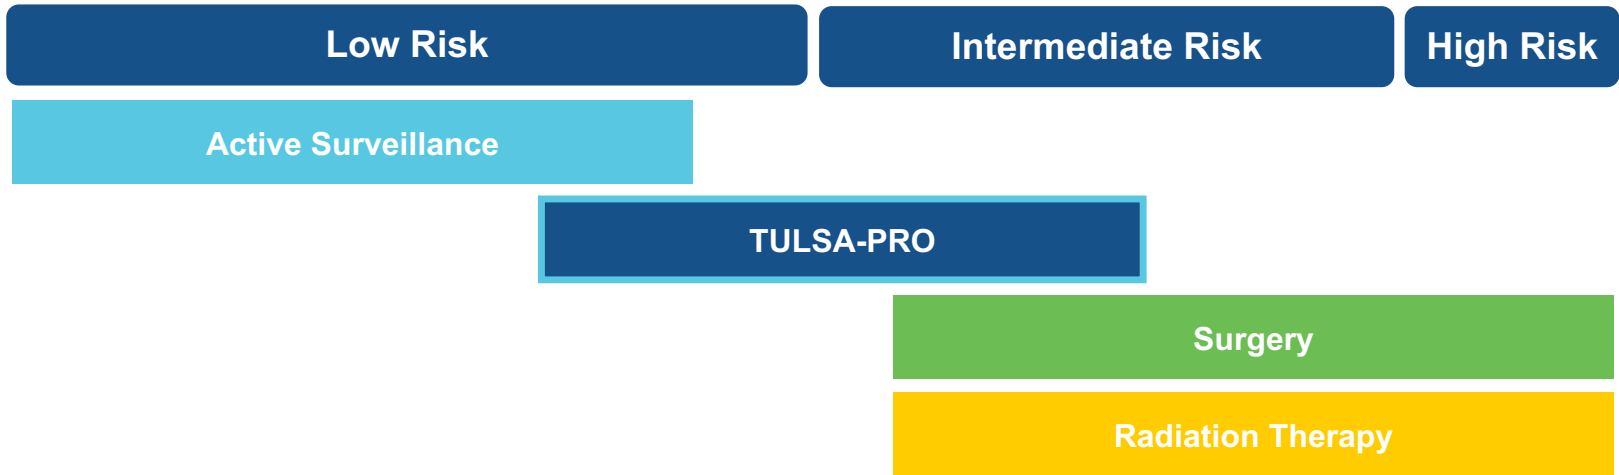 Low Risk
Intermediate Risk
High Risk
Active Surveillance
TULSA-PRO
Surgery
Radiation Therapy